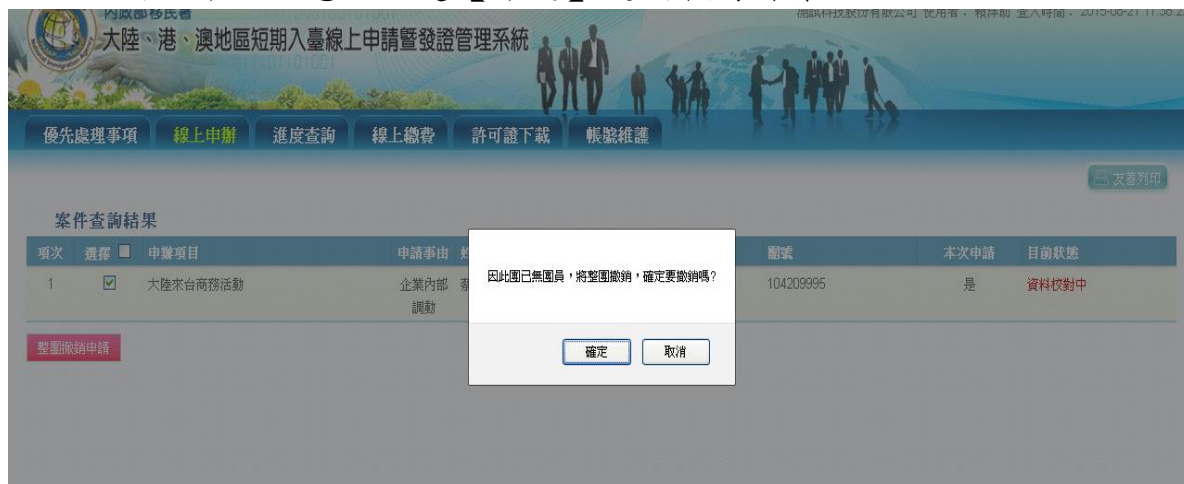 內政部移民署
大陸、港、澳地區短期入臺線上申請暨發證管理系統
優先處理事項 線上申辦 進度查詢 線上繳費 許可證下載 帳號維護
友善列印
案件查詢結果
項次 選擇 申辦項目 申請事由 團號 本次申請 目前狀態
1 大陸來台商務活動 企業內部 104209995 是 資料校對中
調動
因此團已無團員，將整團撤銷，確定要撤銷嗎?
確定 取消
整團撤銷申請